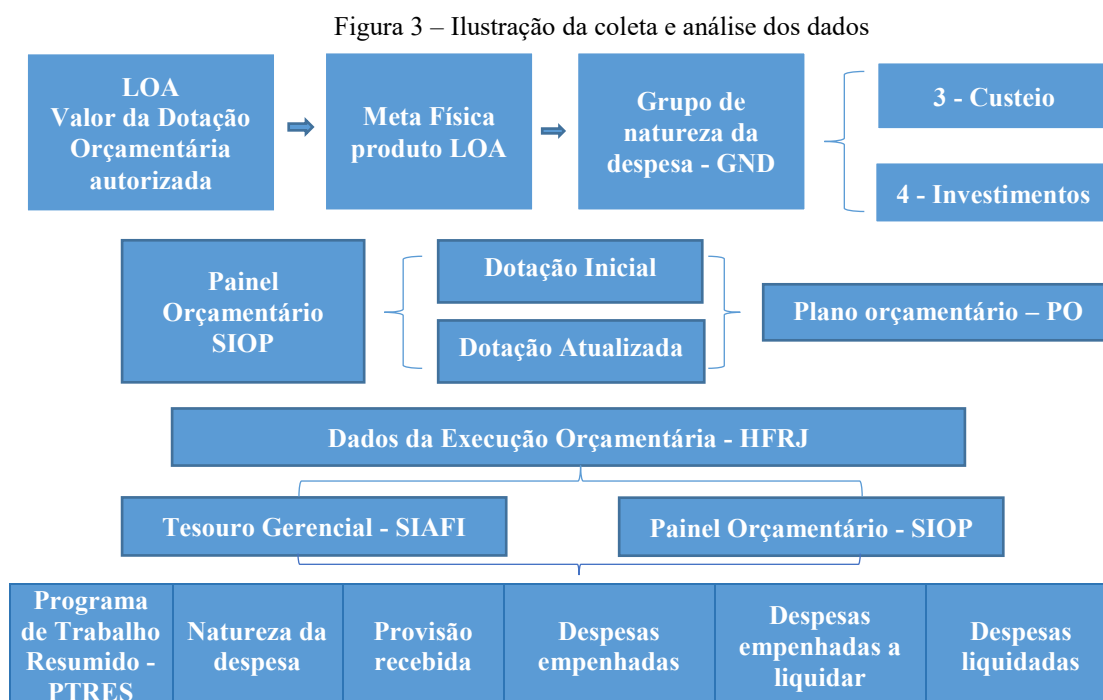 Figura 3 – Ilustração da coleta e análise dos dados
LOA
Valor da Dotação
Orçamentária
autorizada
Meta Física
produto LOA
Grupo de
natureza da
despesa - GND
3 - Custeio
4 - Investimentos
Painel
Orçamentário
SIOP
Dotação Inicial
Dotação Atualizada
Plano orçamentário – PO
Dados da Execução Orçamentária - HFRJ
Tesouro Gerencial - SIAFI
Painel Orçamentário - SIOP
Programa
de Trabalho
Resumido -
PTRES
Natureza da
despesa
Provisão
recebida
Despesas
empenhadas
Despesas
empenhadas a
liquidar
Despesas
liquidadas